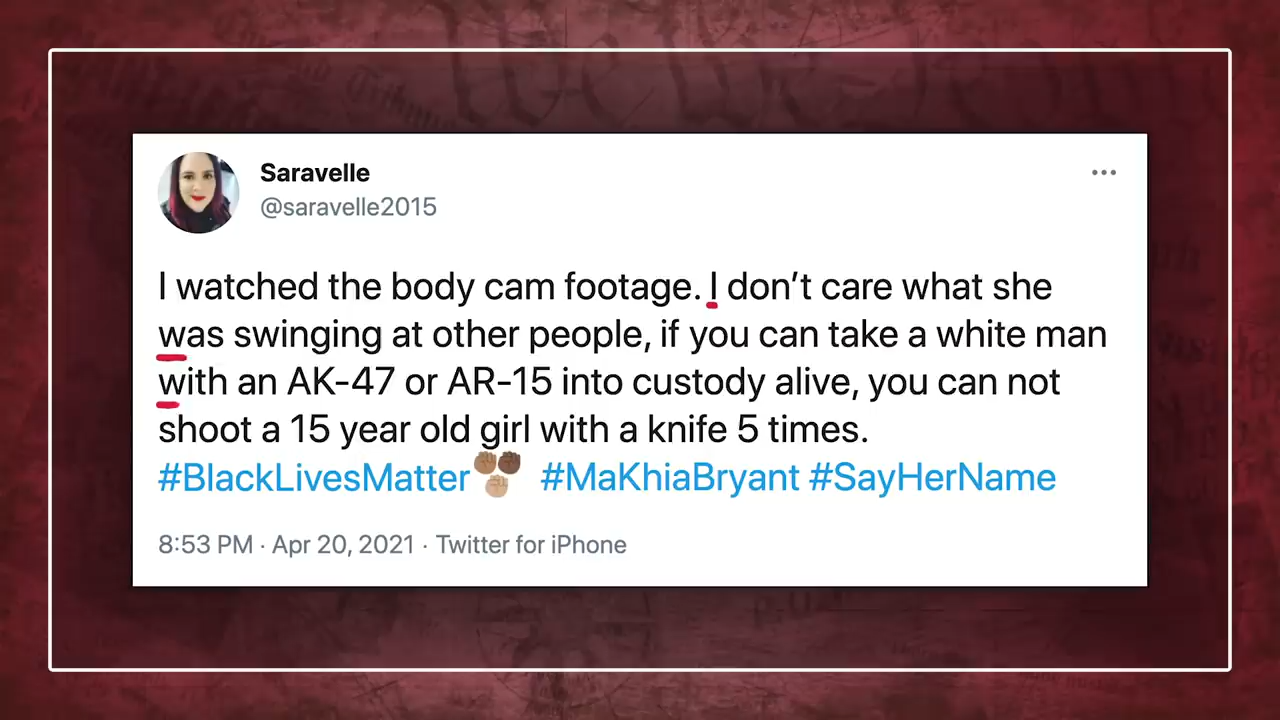 Saravelle
@saravelle2015
I watched the body cam footage. I don't care what she
was swinging at other people, if you can take a white man
with an AK-47 or AR-15 into custody alive, you can not
shoot a 15 year old girl with a knife 5 times.
#BlackLivesMatter #MaKhiaBryant #SayHerName
8:53 PM · Apr 20, 2021 · Twitter for iPhone